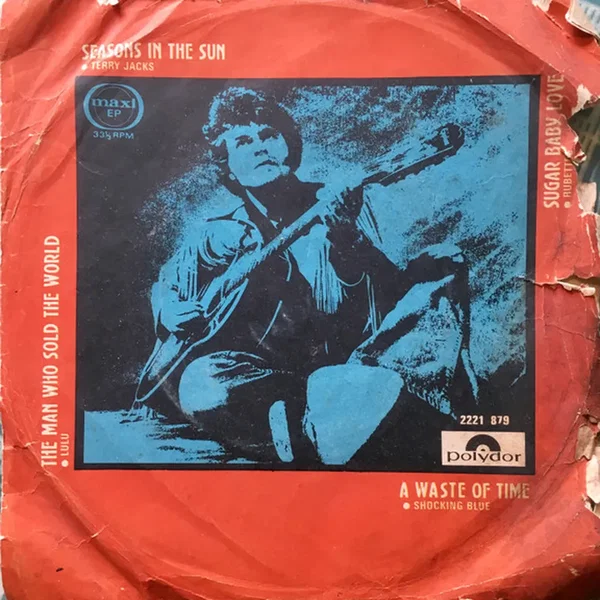 SEASONS IN THE SUN
TERRY JACKS
maxi
EP
33⅓ RPM
SUGAR BABY LOVE
RUBETT
THE MAN WHO SOLD THE WORLD
LULU
2221 879
polydor
A WASTE OF TIME
SHOCKING BLUE